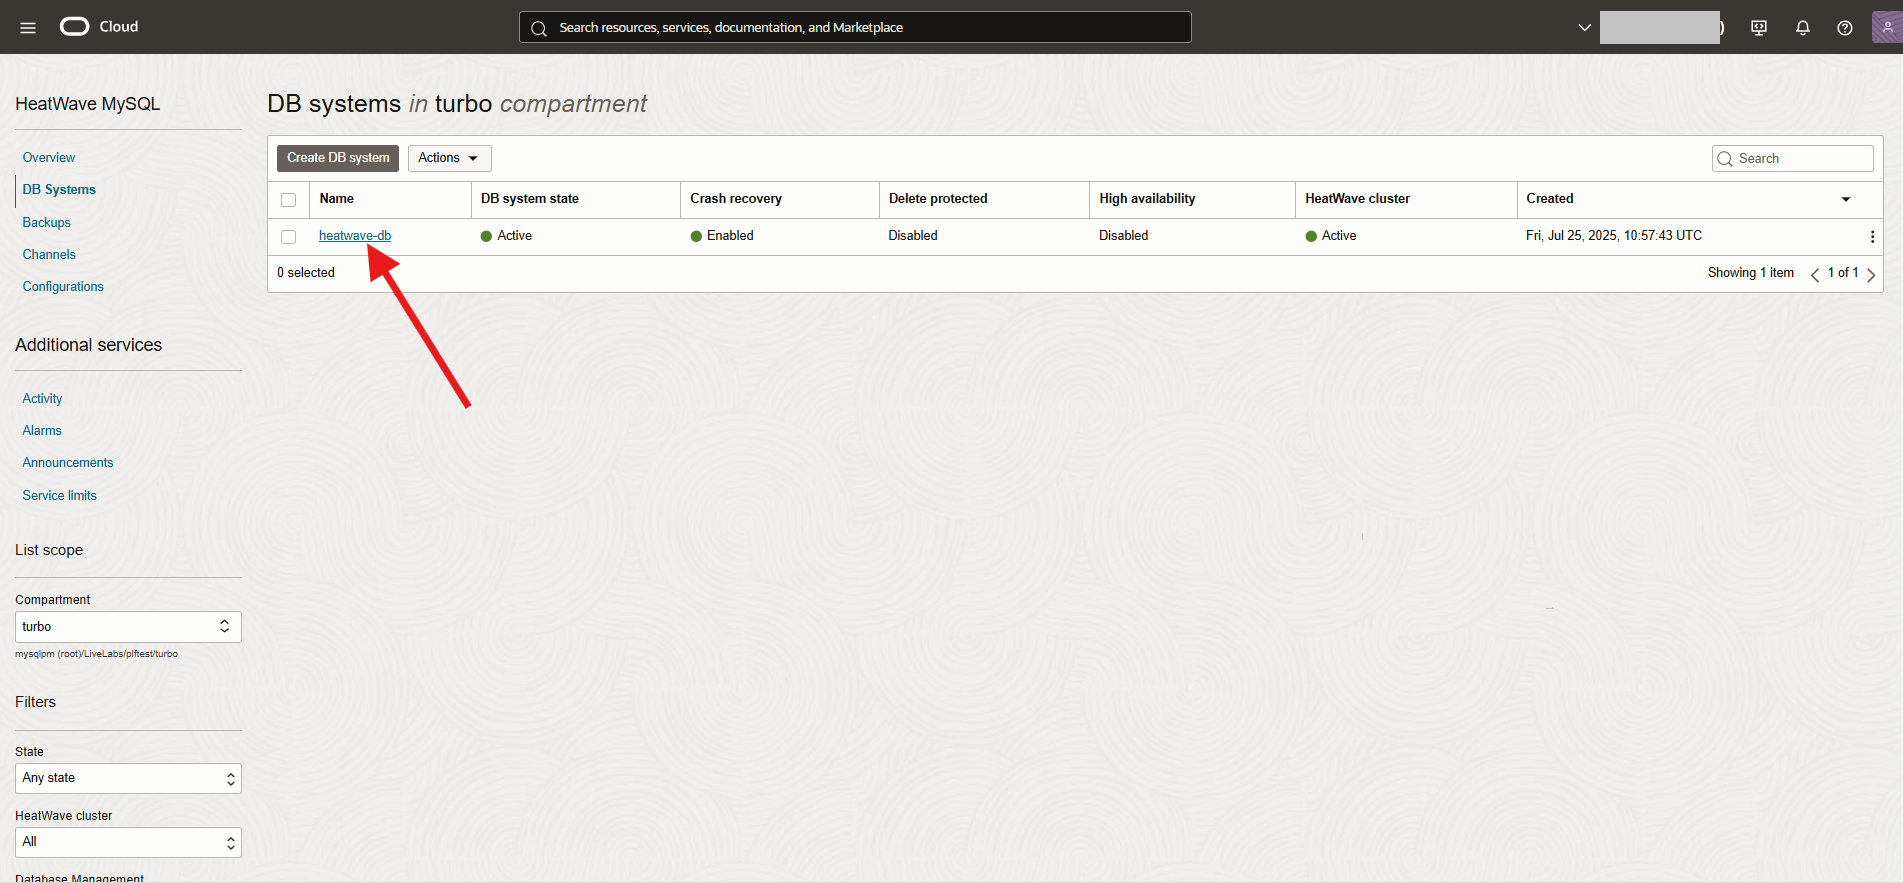 Cloud
Search resources, services, documentation, and Marketplace
HeatWave MySQL
Overview
DB Systems
Backups
Channels
Configurations
Additional services
Activity
Alarms
Announcements
Service limits
List scope
Compartment
turbo
mysqlpm (root)/LiveLabs/plftest/turbo
Filters
State
Any state
HeatWave cluster
All
Database Management
DB systems in turbo compartment
Create DB system
Actions
Search
Name DB system state Crash recovery Delete protected High availability HeatWave cluster Created
heatwave-db Active Enabled Disabled Disabled Active Fri, Jul 25, 2025, 10:57:43 UTC
0 selected
Showing 1 item 1 of 1